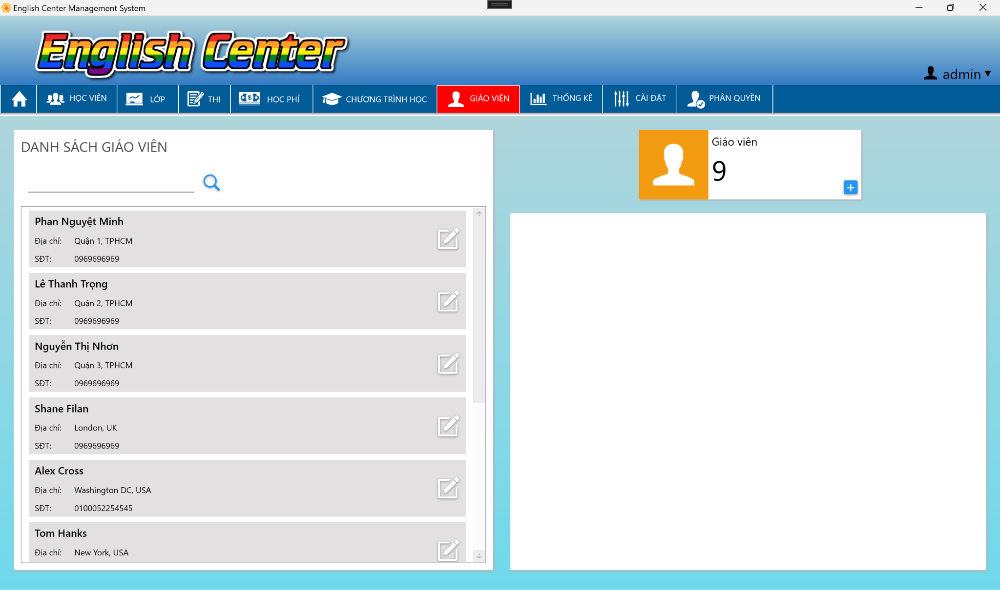 English Center Management System
English Center
admin
HỌC VIÊN
LỚP
THI
HỌC PHÍ
CHƯƠNG TRÌNH HỌC
GIÁO VIÊN
THỐNG KÊ
CÀI ĐẶT
PHÂN QUYỀN
DANH SÁCH GIÁO VIÊN
Phan Nguyệt Minh
Địa chỉ: Quận 1, TPHCM
SĐT: 0969696969
Lê Thanh Trọng
Địa chỉ: Quận 2, TPHCM
SĐT: 0969696969
Nguyễn Thị Nhơn
Địa chỉ: Quận 3, TPHCM
SĐT: 0969696969
Shane Filan
Địa chỉ: London, UK
SĐT: 0969696969
Alex Cross
Địa chỉ: Washington DC, USA
SĐT: 0100052254545
Tom Hanks
Địa chỉ: New York, USA
Giáo viên
9